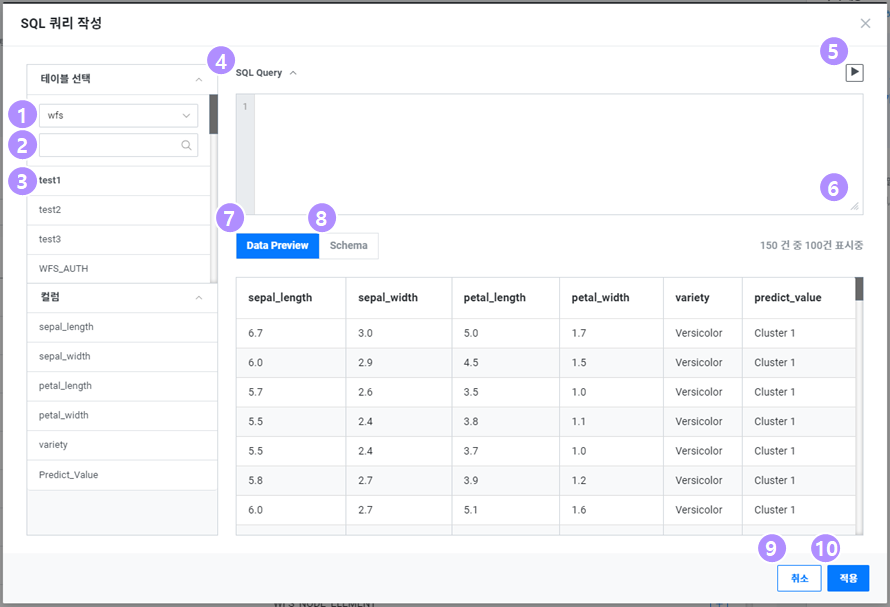 SQL 쿼리 작성
5
4
테이블 선택
SQL Query
1
wfs
1
2
3
test1
6
test2
7
8
test3
Data Preview
Schema
150 건 중 100건 표시중
WFS_AUTH
컬럼
sepal_length sepal_width petal_length petal_width variety predict_value
sepal_length
6.7 3.0 5.0 1.7 Versicolor Cluster 1
sepal_width
6.0 2.9 4.5 1.5 Versicolor Cluster 1
petal_length
5.7 2.6 3.5 1.0 Versicolor Cluster 1
petal_width
5.5 2.4 3.8 1.1 Versicolor Cluster 1
variety
5.5 2.4 3.7 1.0 Versicolor Cluster 1
Predict_Value
5.8 2.7 3.9 1.2 Versicolor Cluster 1
6.0 2.7 5.1 1.6 Versicolor Cluster 1
9
10
취소
적용